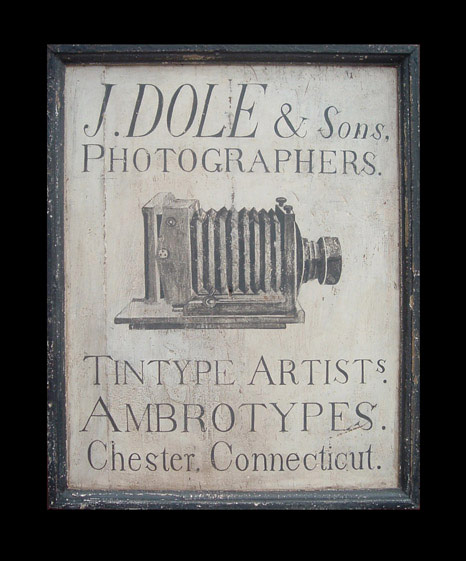 J. DOLE & Sons.
PHOTOGRAPHERS.
TINTYPE ARTISTS.
AMBROTYPES.
Chester, Connecticut.